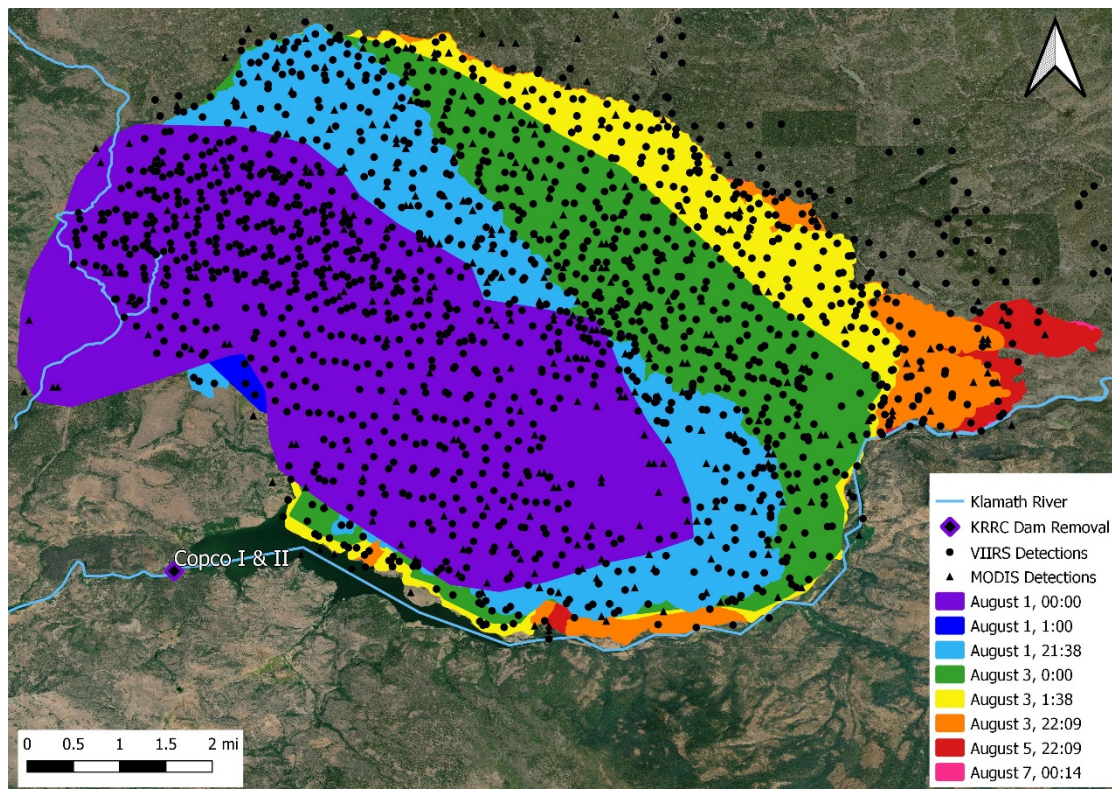 Copco I & II
Klamath River
KRRC Dam Removal
VIIRS Detections
MODIS Detections
August 1, 00:00
August 1, 1:00
August 1, 21:38
August 3, 0:00
August 3, 1:38
August 3, 22:09
August 5, 22:09
August 7, 00:14
0 0.5 1 1.5 2 mi